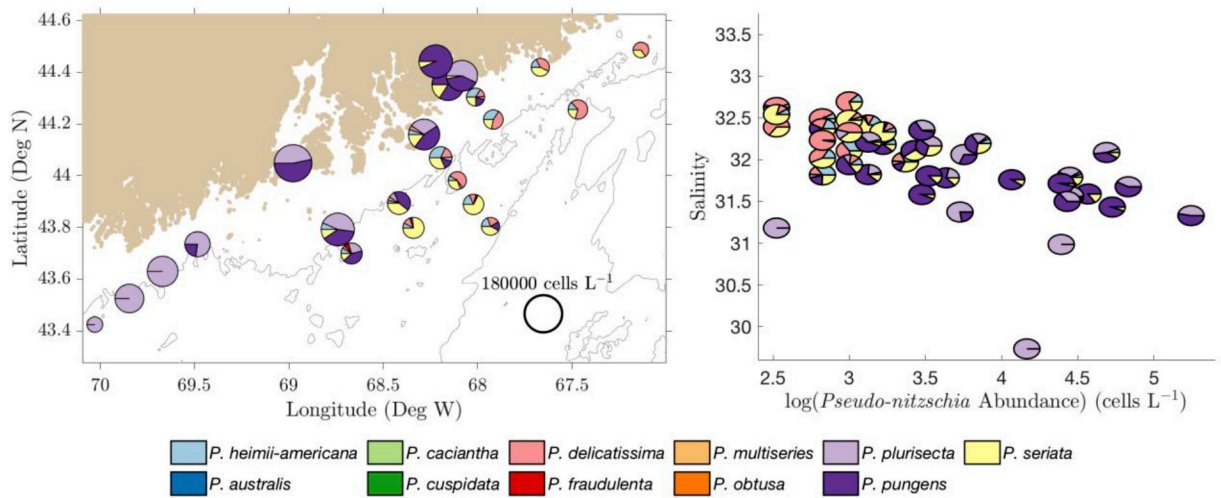 44.6
44.4
44.2
44
43.8
43.6
43.4
Latitude (Deg N)
180000 cells L⁻¹
70 69.5 69 68.5 68 67.5
Longitude (Deg W)
33.5
33
32.5
32
31.5
31
30
Salinity
2.5 3 3.5 4 4.5 5
log(Pseudo-nitzschia Abundance) (cells L⁻¹)
P. heimii-americana P. caciantha P. delicatissima P. multiseries P. plurisecta P. seriata
P. australis P. cuspidata P. fraudulenta P. obtusa P. pungens